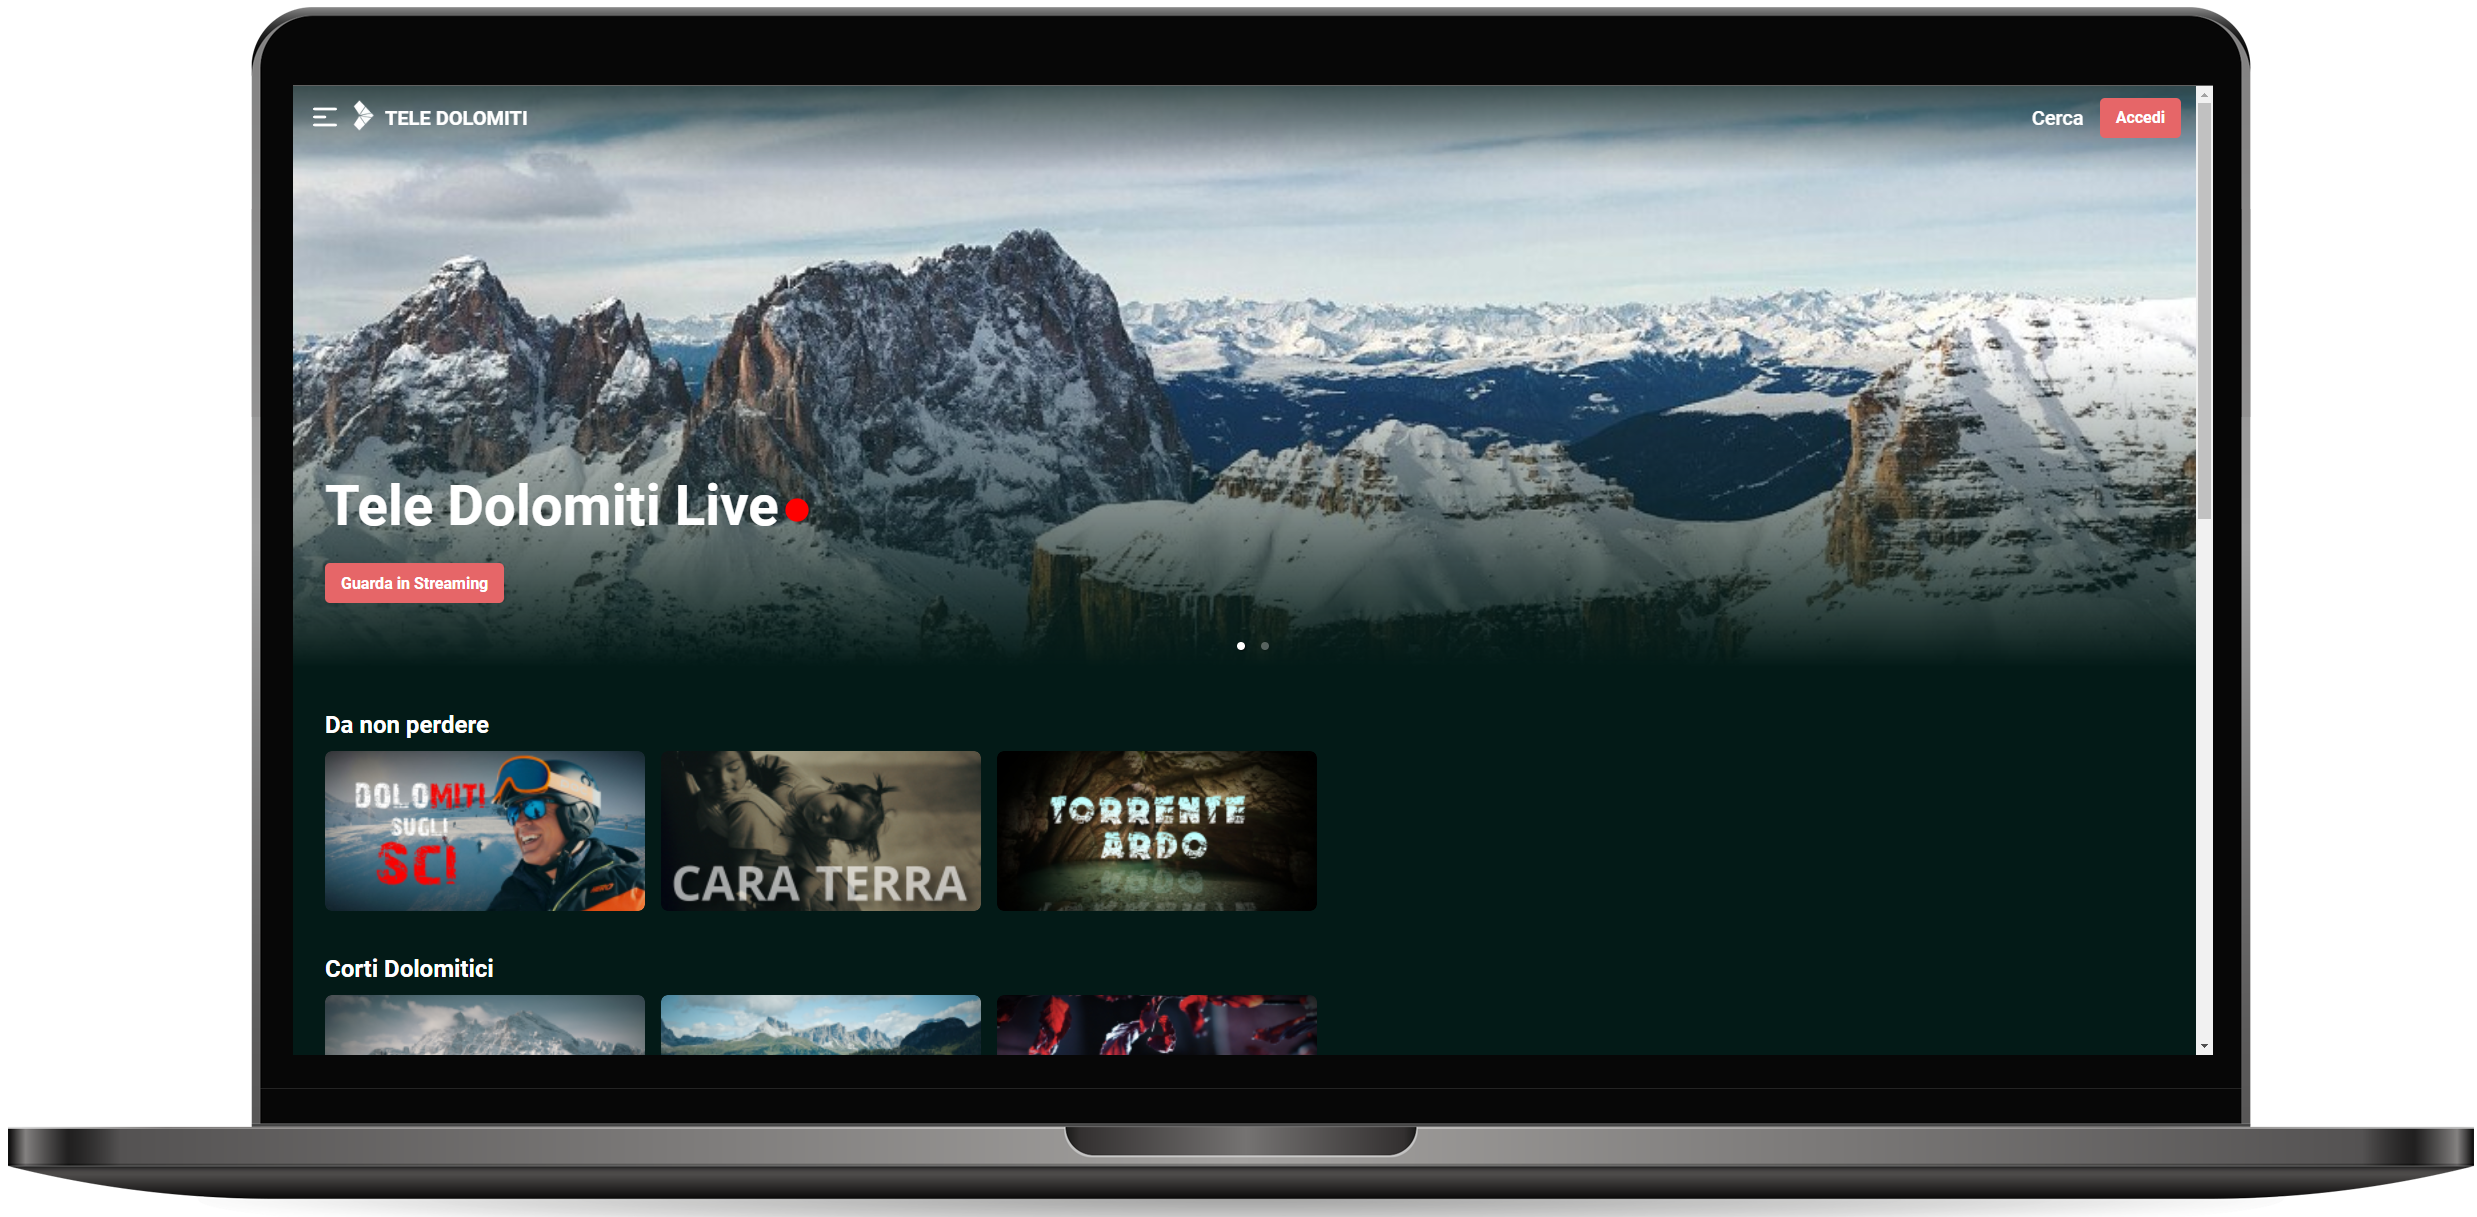 TELE DOLOMITI
Cerca
Accedi
Tele Dolomiti Live
Guarda in Streaming
Da non perdere
DOLOMITI
SUGLI
SCI
CARA TERRA
TORRENTE
ARDO
Corti Dolomitici